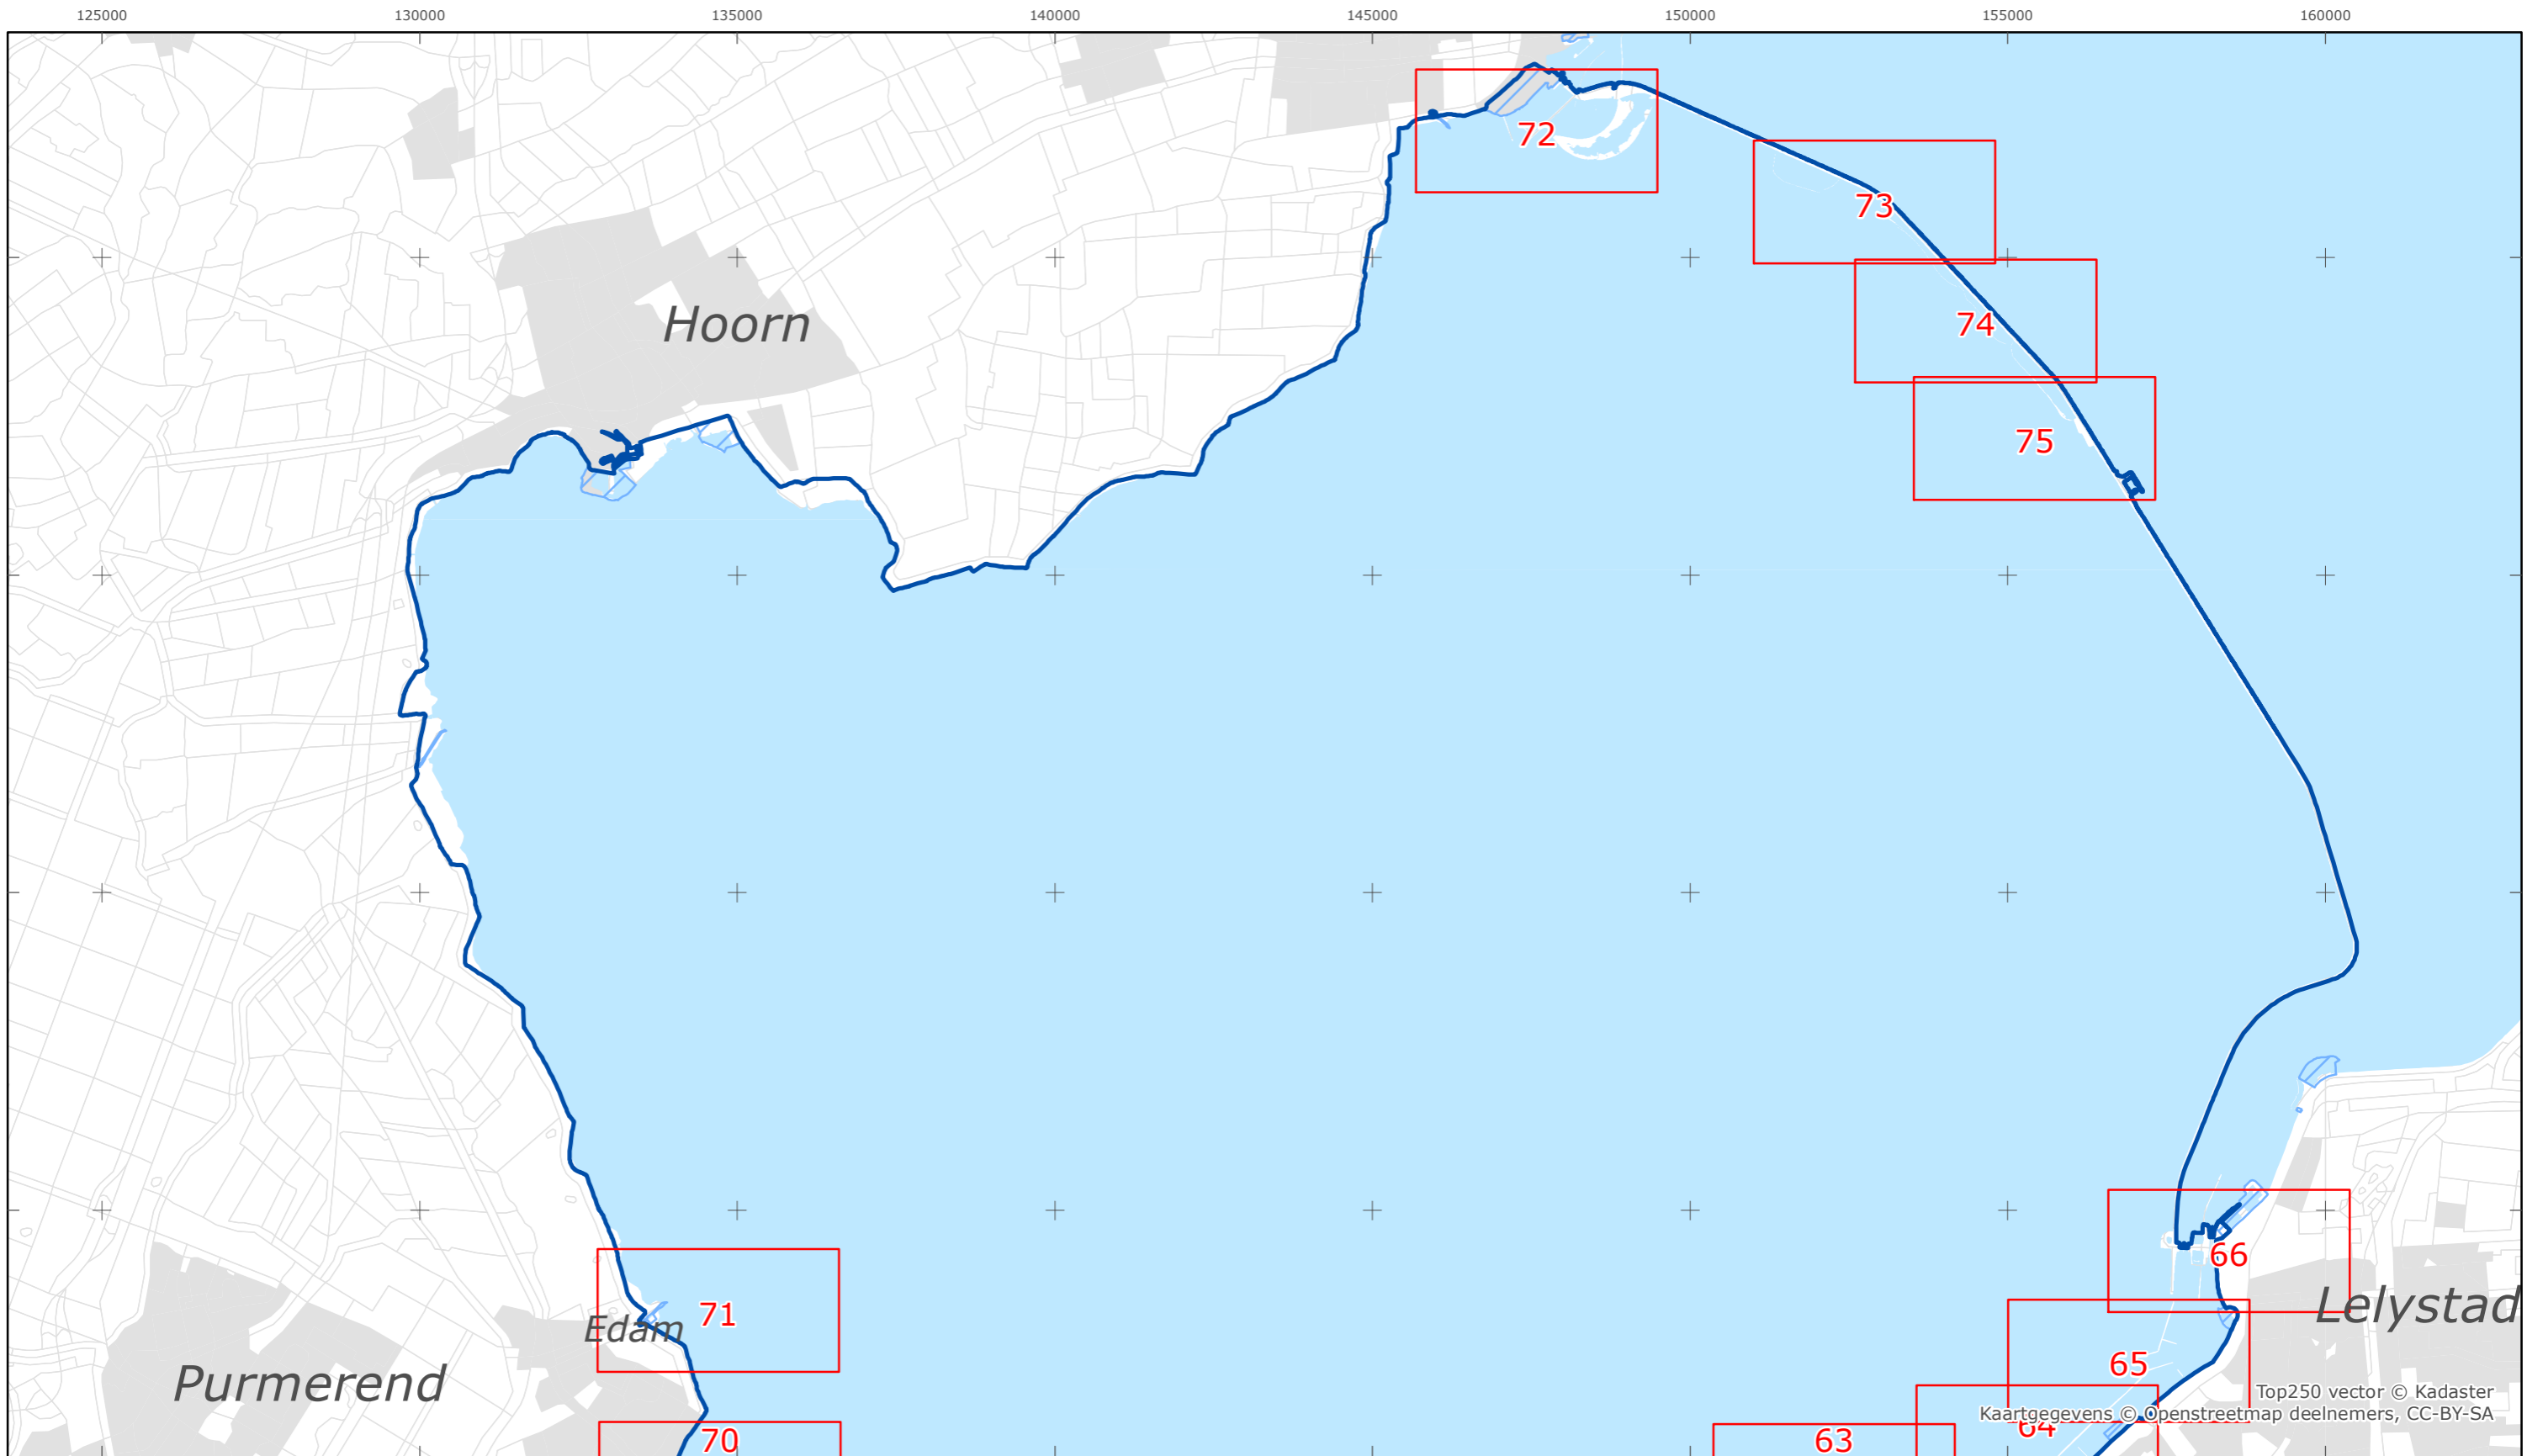 125000 130000 135000 140000 145000 150000 155000 160000
72
73
Hoorn
74
75
66
71
Edam
Lelystad
65
Purmerend
Top250 vector © Kadaster
Kaartgegevens © Openstreetmap deelnemers, CC-BY-SA
64
70
63